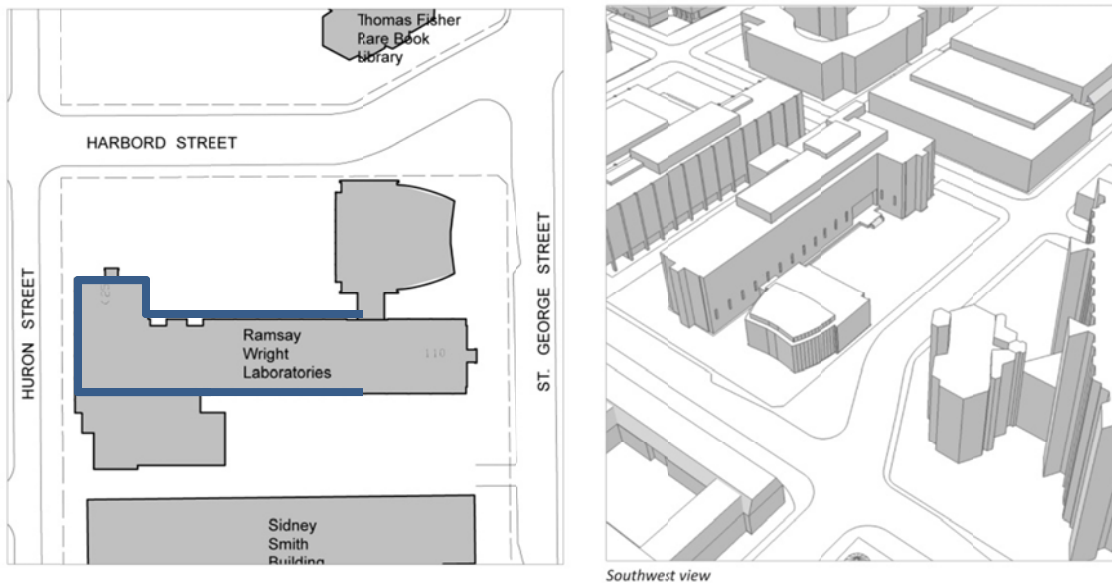 Thomas Fisher
Rare Book
Library
HARBORD STREET
HURON STREET
ST. GEORGE STREET
Ramsay
Wright
Laboratories
110
Sidney
Smith
Building
Southwest view